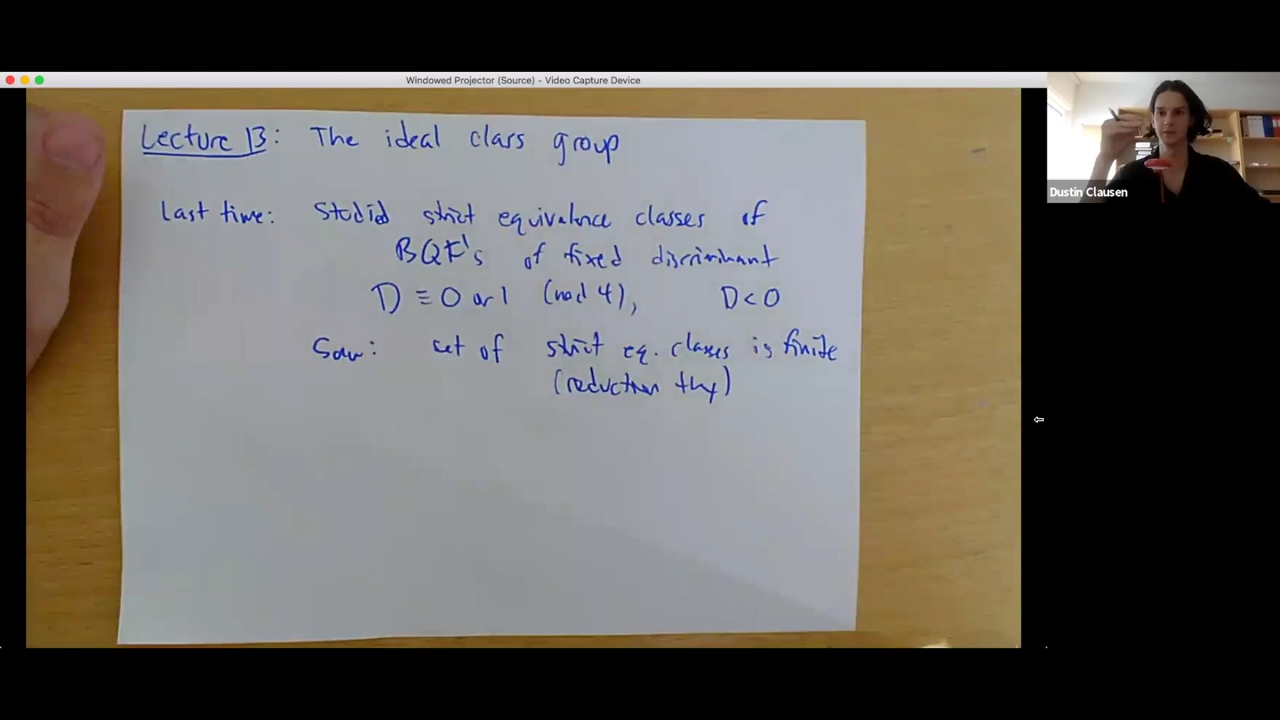 Windowed Projector (Source) - Video Capture Device
Lecture 13: The ideal class group
Last time: Studied strict equivalence classes of
BQF's of fixed discriminant
D ≡ 0 or 1 (mod 4), D < 0
Saw: set of strict eq. classes is finite
(reduction thy)
Dustin Clausen